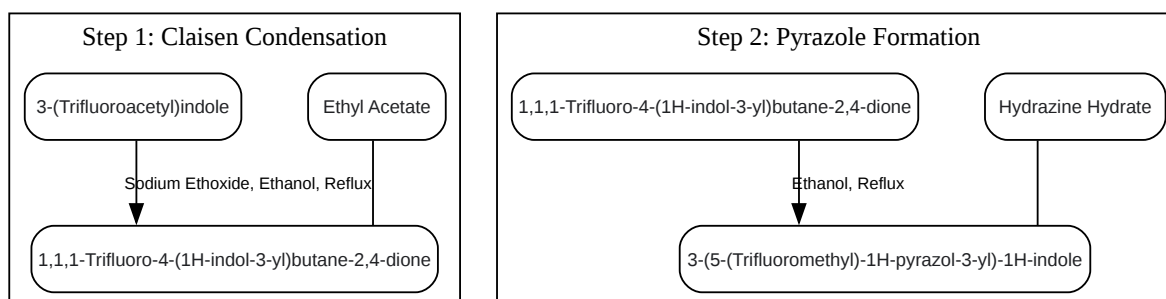 Step 1: Claisen Condensation
3-(Trifluoroacetyl)indole
Ethyl Acetate
Sodium Ethoxide, Ethanol, Reflux
1,1,1-Trifluoro-4-(1H-indol-3-yl)butane-2,4-dione
Step 2: Pyrazole Formation
1,1,1-Trifluoro-4-(1H-indol-3-yl)butane-2,4-dione
Hydrazine Hydrate
Ethanol, Reflux
3-(5-(Trifluoromethyl)-1H-pyrazol-3-yl)-1H-indole